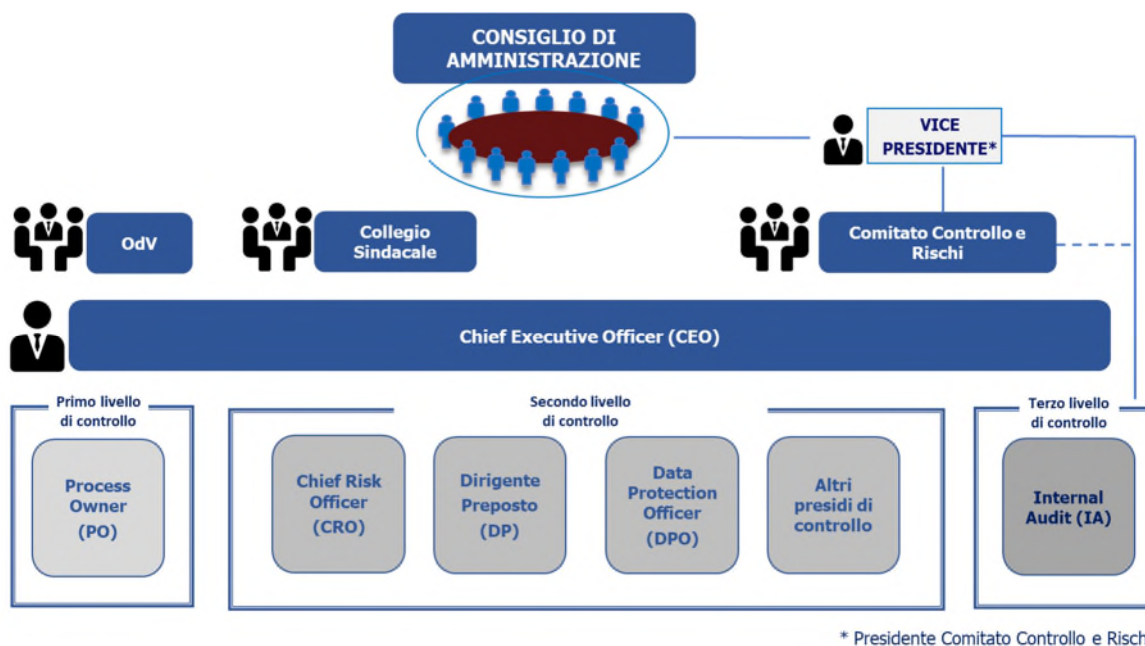 CONSIGLIO DI
AMMINISTRAZIONE
VICE
PRESIDENTE*
OdV
Collegio
Sindacale
Comitato Controllo e
Rischi
Chief Executive Officer (CEO)
Primo livello
di controllo
Secondo livello
di controllo
Terzo livello
di controllo
Process
Owner
(PO)
Chief Risk
Officer
(CRO)
Dirigente
Preposto
(DP)
Data
Protection
Officer
(DPO)
Altri
presidi di
controllo
Internal
Audit (IA)
* Presidente Comitato Controllo e Risch